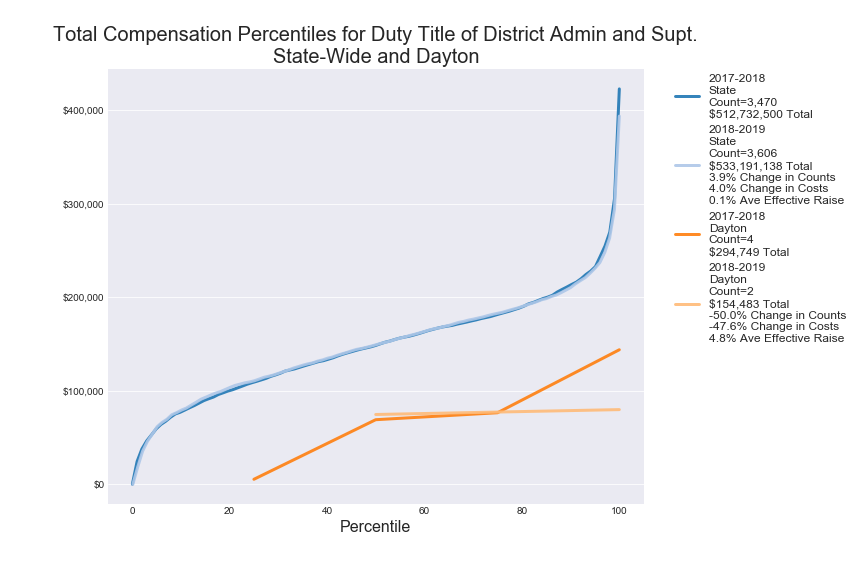 Total Compensation Percentiles for Duty Title of District Admin and Supt.
State-Wide and Dayton
$400,000
$300,000
$200,000
$100,000
$0
0
20
40
60
80
100
Percentile
2017-2018
State
Count=3,470
$512,732,500 Total
2018-2019
State
Count=3,606
$533,191,138 Total
3.9% Change in Counts
4.0% Change in Costs
0.1% Ave Effective Raise
2017-2018
Dayton
Count=4
$294,749 Total
2018-2019
Dayton
Count=2
$154,483 Total
-50.0% Change in Counts
-47.6% Change in Costs
4.8% Ave Effective Raise